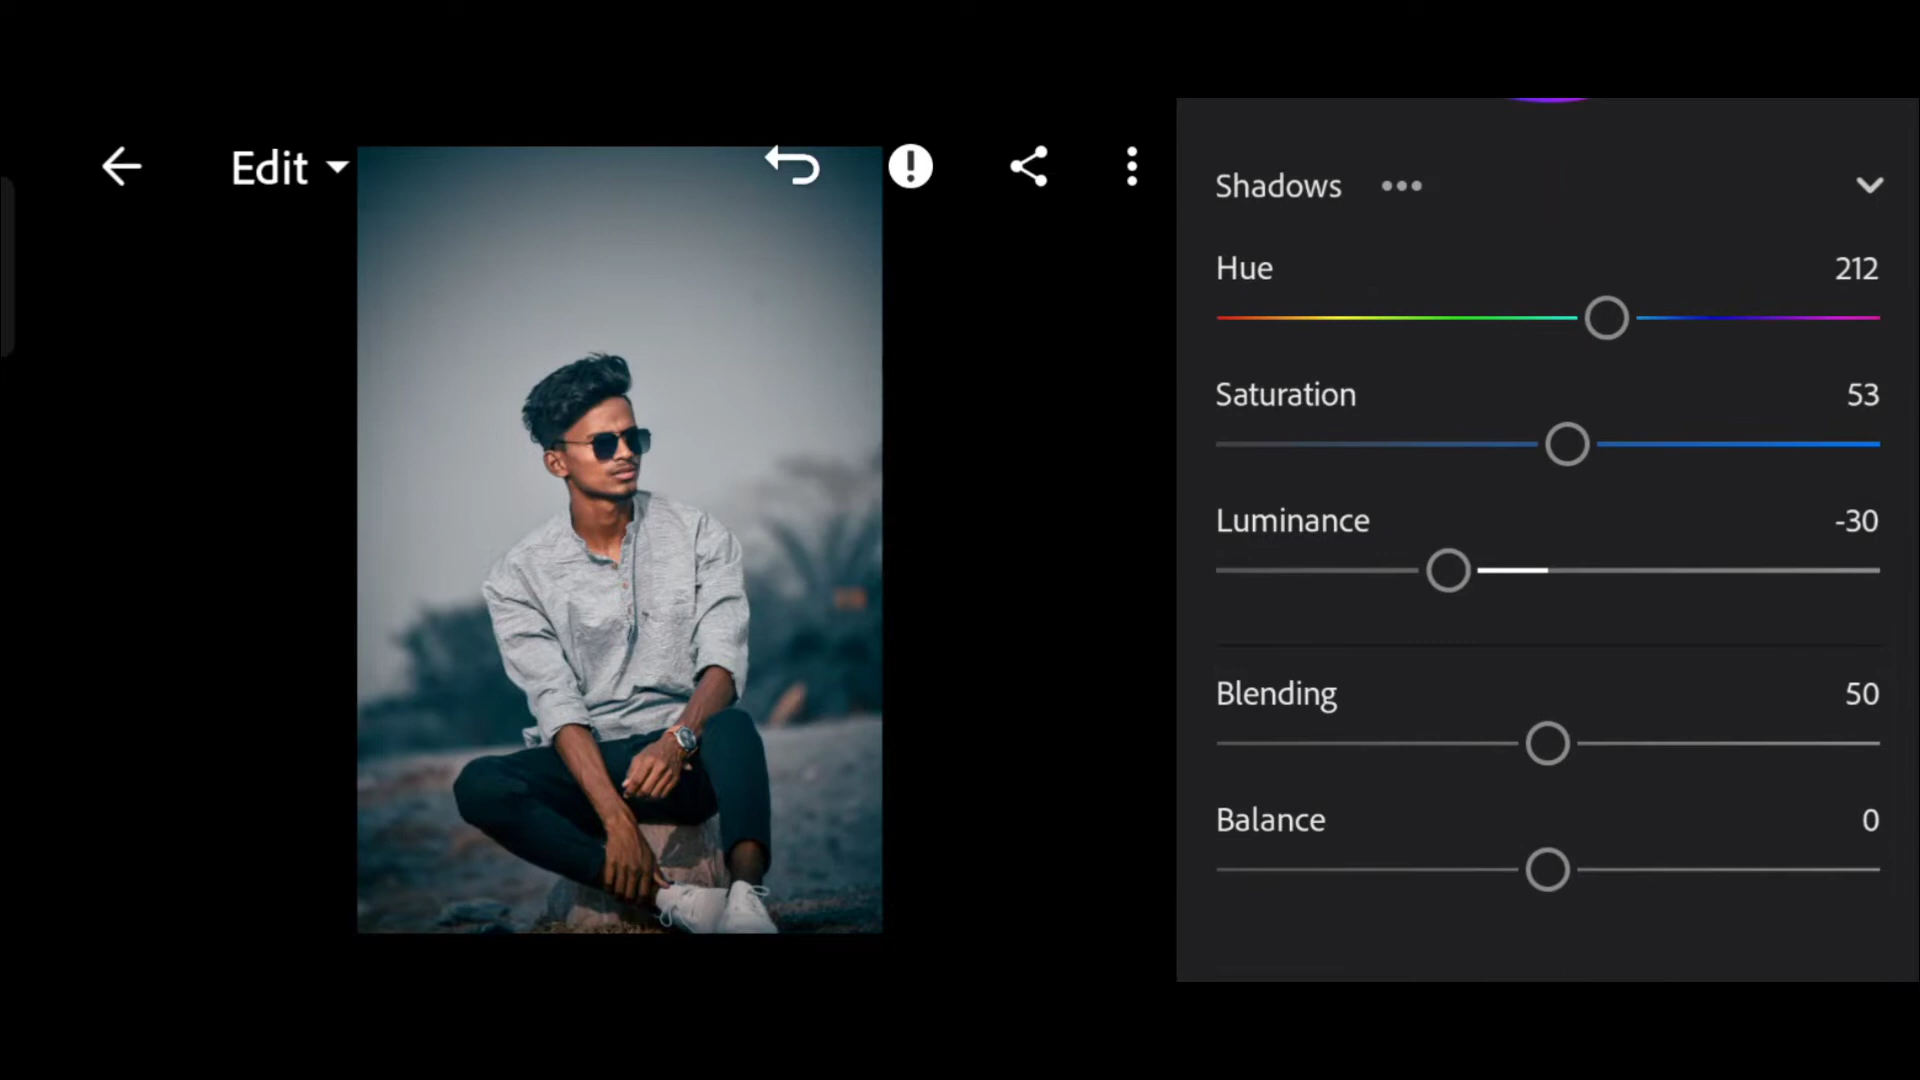 Edit
Shadows
Hue 212
Saturation 53
Luminance -30
Blending 50
Balance 0